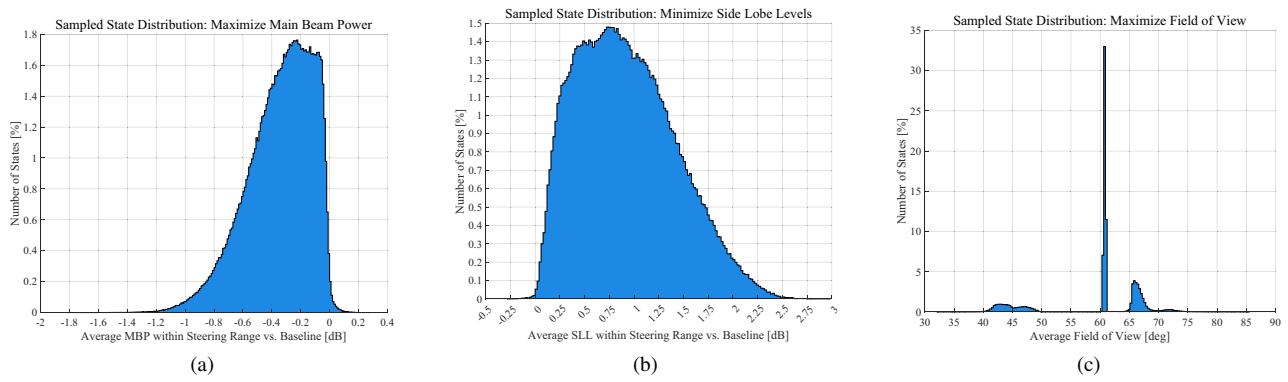 Sampled State Distribution: Maximize Main Beam Power
1.8
1.6
1.4
1.2
1
0.8
0.6
0.4
0.2
0
Number of States [%]
-2 -1.8 -1.6 -1.4 -1.2 -1 -0.8 -0.6 -0.4 -0.2 0 0.2 0.4
Average MBP within Steering Range vs. Baseline [dB]
(a)
Sampled State Distribution: Minimize Side Lobe Levels
1.5
1.4
1.3
1.2
1.1
1
0.9
0.8
0.7
0.6
0.5
0.4
0.3
0.2
0.1
0
Number of States [%]
-0.5 -0.25 0 0.25 0.5 0.75 1 1.25 1.5 1.75 2 2.25 2.5 2.75 3
Average SLL within Steering Range vs. Baseline [dB]
(b)
Sampled State Distribution: Maximize Field of View
35
30
25
20
15
10
5
0
Number of States [%]
30 35 40 45 50 55 60 65 70 75 80 85 90
Average Field of View [deg]
(c)